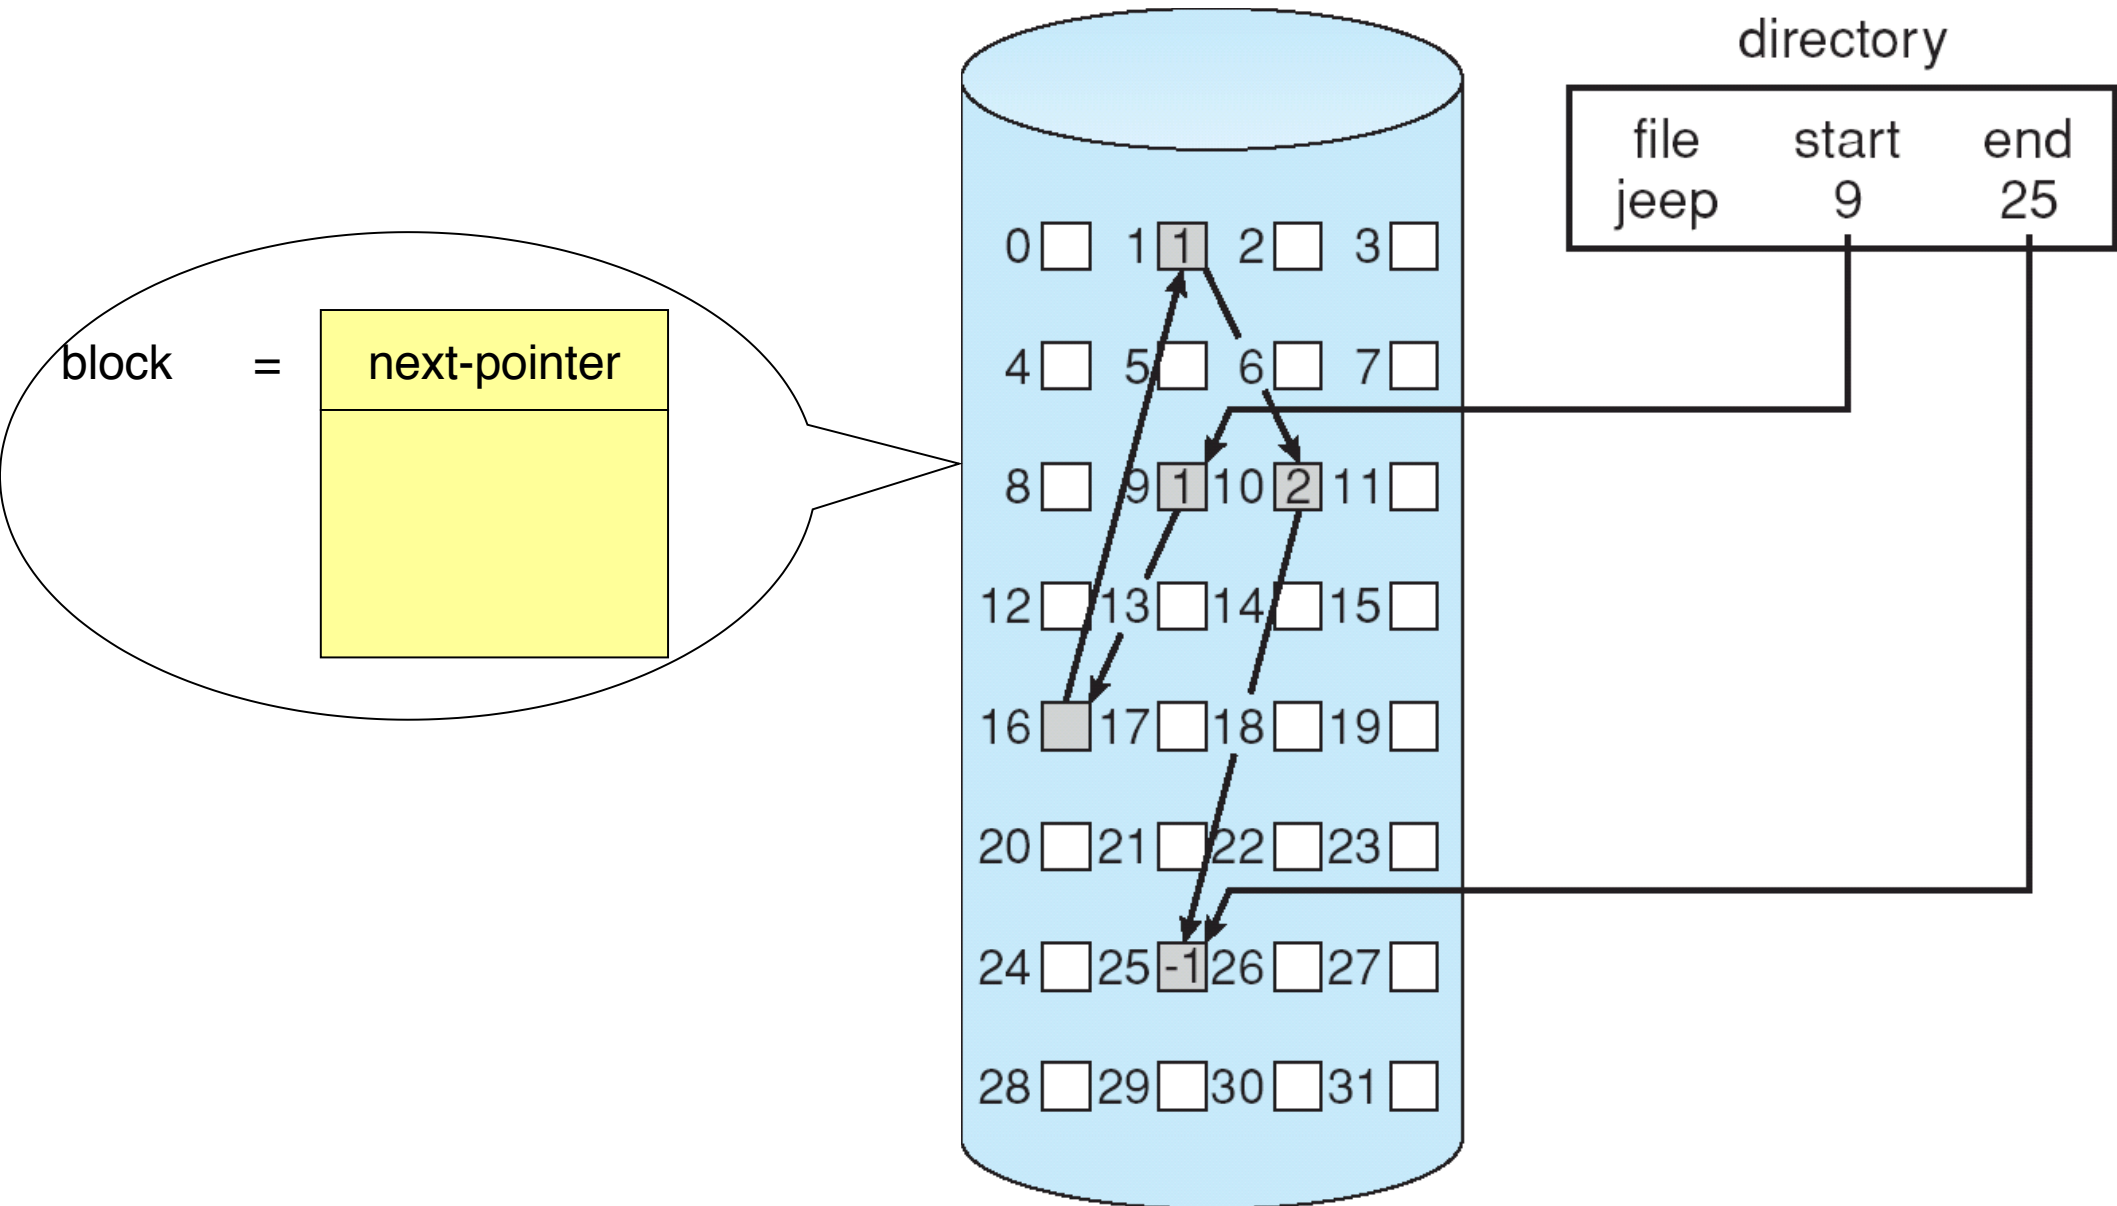 block = next-pointer
directory
file start end
jeep 9 25
0 1 1 2 3
4 5 6 7
8 9 1 10 2 11
12 13 14 15
16 17 18 19
20 21 22 23
24 25 -1 26 27
28 29 30 31